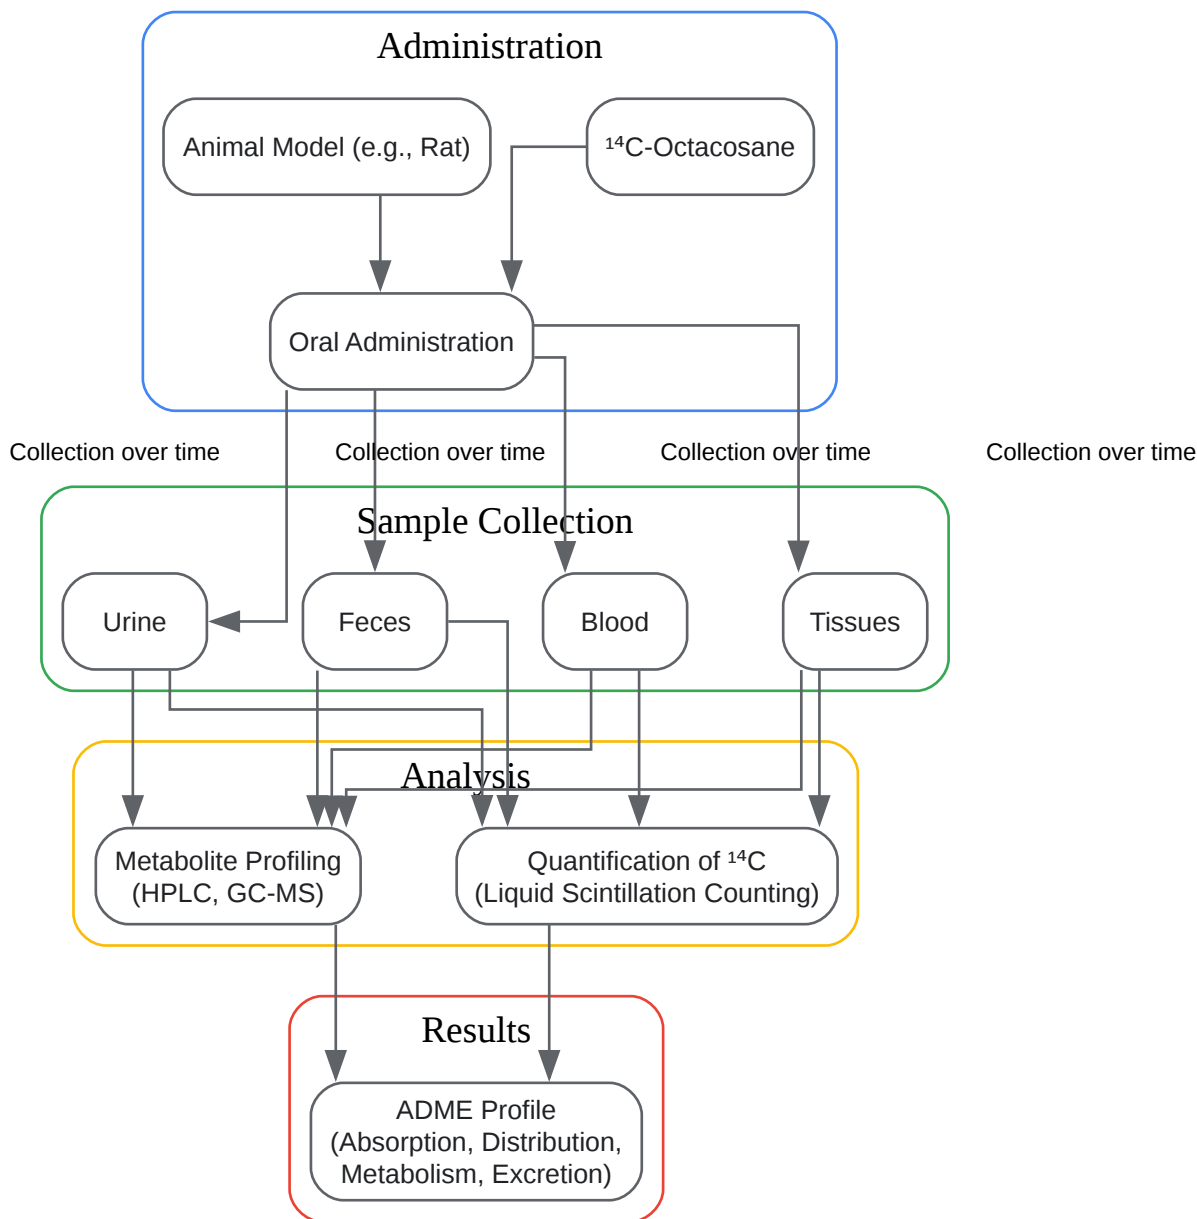 Administration
Animal Model (e.g., Rat)
¹⁴C-Octacosane
Oral Administration
Collection over time
Collection over time
Collection over time
Collection over time
Sample Collection
Urine
Feces
Blood
Tissues
Analysis
Metabolite Profiling
(HPLC, GC-MS)
Quantification of ¹⁴C
(Liquid Scintillation Counting)
Results
ADME Profile
(Absorption, Distribution,
Metabolism, Excretion)